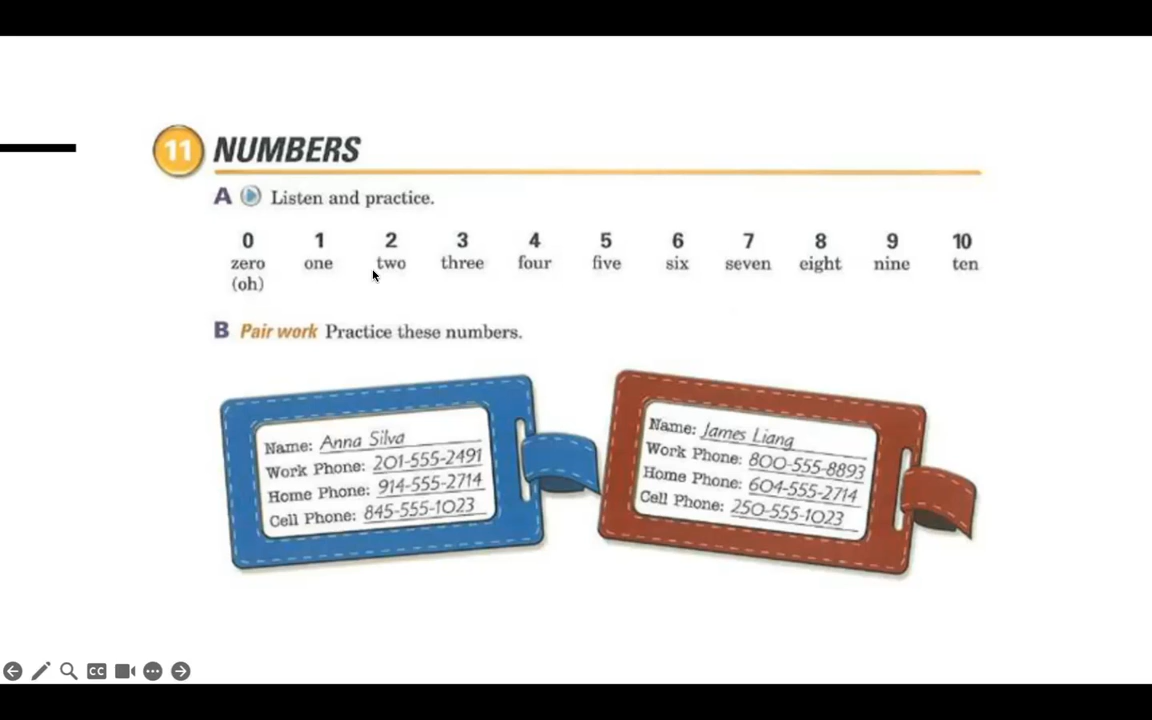 11 NUMBERS
A Listen and practice.
0 1 2 3 4 5 6 7 8 9 10
zero one two three four five six seven eight nine ten
(oh)
B Pair work Practice these numbers.
Name: Anna Silva
Work Phone: 201-555-2491
Home Phone: 914-555-2714
Cell Phone: 845-555-1023
Name: James Liang
Work Phone: 800-555-8893
Home Phone: 604-555-2714
Cell Phone: 250-555-1023
CC